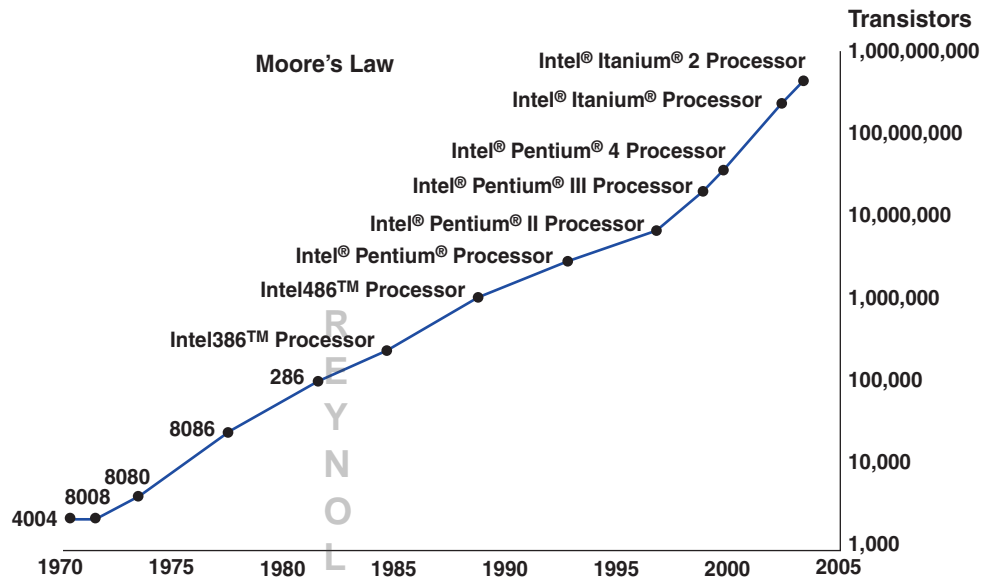 Transistors
1,000,000,000
Moore's Law
Intel® Itanium® 2 Processor
Intel® Itanium® Processor
100,000,000
Intel® Pentium® 4 Processor
Intel® Pentium® III Processor
10,000,000
Intel® Pentium® II Processor
Intel® Pentium® Processor
Intel486™ Processor
1,000,000
R
Intel386™ Processor
E
286
100,000
Y
8086
N
10,000
8080
8008
O
4004
L
1,000
1970 1975 1980 1985 1990 1995 2000 2005